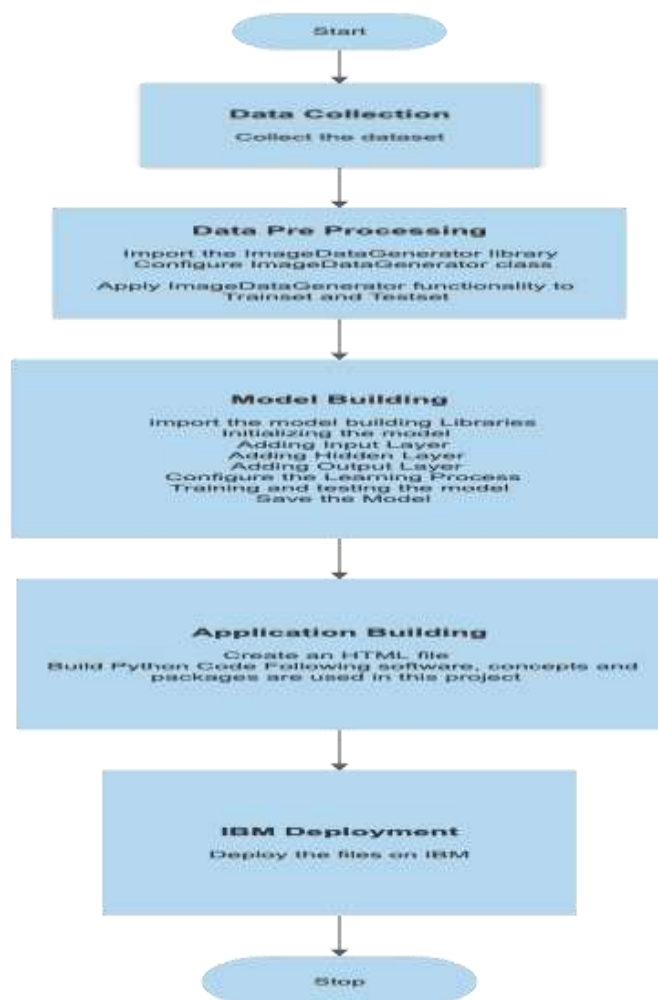 Start
Data Collection
Collect the dataset
Data Pre Processing
Import the ImageDataGenerator library
Configure ImageDataGenerator class
Apply ImageDataGenerator functionality to
Trainset and Testset
Model Building
Import the model building Libraries
Initializing the model
Adding Input Layer
Adding Hidden Layer
Adding Output Layer
Configure the Learning Process
Training and testing the model
Save the Model
Application Building
Create an HTML file
Build Python Code Following software, concepts and
packages are used in this project
IBM Deployment
Deploy the files on IBM
Stop